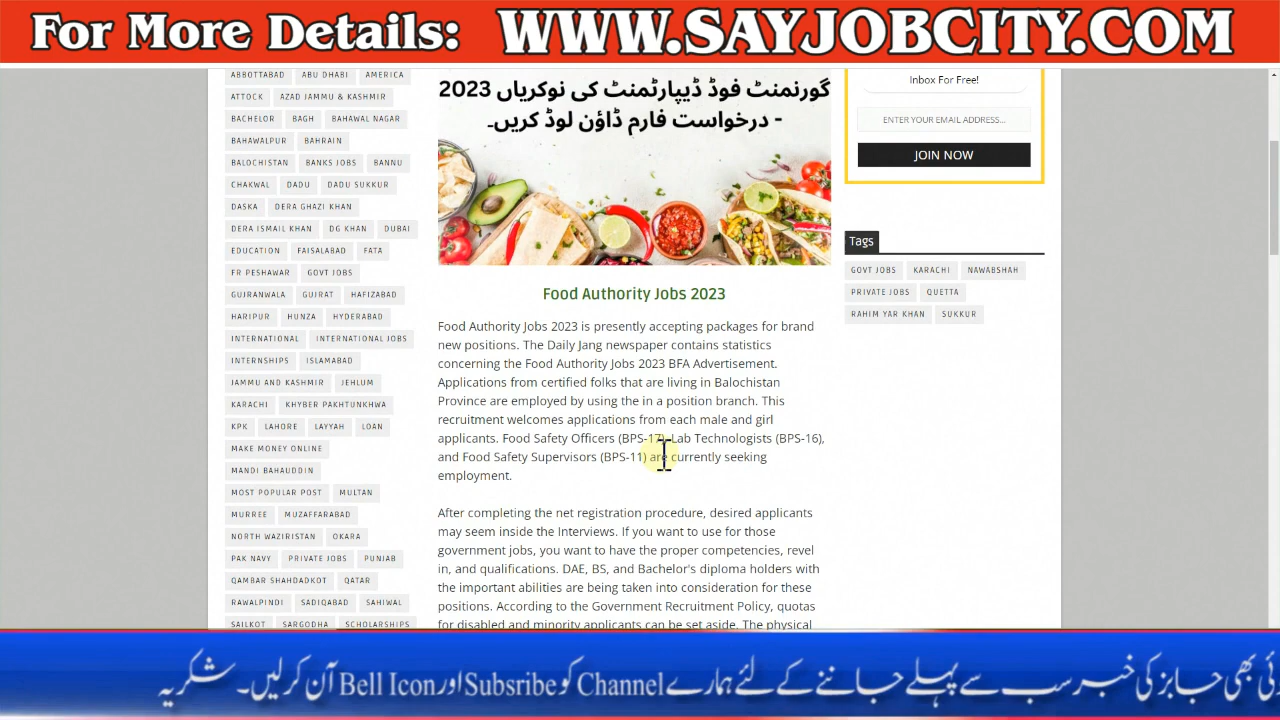 For More Details: WWW.SAYJOBCITY.COM
ABBOTTABAD ABU DHABI AMERICA
ATTOCK AZAD JAMMU & KASHMIR
BACHELOR BAGH BAHAWAL NAGAR
BAHAWALPUR BAHRAIN
BALOCHISTAN BANKS JOBS BANNU
CHAKWAL DADU DADU SUKKUR
DASKA DERA GHAZI KHAN
DERA ISMAIL KHAN DG KHAN DUBAI
EDUCATION FAISALABAD FATA
FR PESHAWAR GOVT JOBS
GUJRANWALA GUJRAT HAFIZABAD
HARIPUR HUNZA HYDERABAD
INTERNATIONAL INTERNATIONAL JOBS
INTERNSHIPS ISLAMABAD
JAMMU AND KASHMIR JEHLUM
KARACHI KHYBER PAKHTUNKHWA
KPK LAHORE LAYYAH LOAN
MAKE MONEY ONLINE
MANDI BAHAUDDIN
MOST POPULAR POST MULTAN
MURREE MUZAFFARABAD
NORTH WAZIRISTAN OKARA
PAK NAVY PRIVATE JOBS PUNJAB
QAMBAR SHAHDADKOT QATAR
RAWALPINDI SADIQABAD SAHIWAL
SAILKOT SARGODHA SCHOLARSHIPS
گورنمنٹ فوڈ ڈیپارٹمنٹ کی نوکریاں 2023
- درخواست فارم ڈاؤن لوڈ کریں۔
Food Authority Jobs 2023
Food Authority Jobs 2023 is presently accepting packages for brand
new positions. The Daily Jang newspaper contains statistics
concerning the Food Authority Jobs 2023 BFA Advertisement.
Applications from certified folks that are living in Balochistan
Province are employed by using the in a position branch. This
recruitment welcomes applications from each male and girl
applicants. Food Safety Officers (BPS-17), Lab Technologists (BPS-16),
and Food Safety Supervisors (BPS-11) are currently seeking
employment.
After completing the net registration procedure, desired applicants
may seem inside the Interviews. If you want to use for those
government jobs, you want to have the proper competencies, revel
in, and qualifications. DAE, BS, and Bachelor's diploma holders with
the important abilities are being taken into consideration for these
positions. According to the Government Recruitment Policy, quotas
for disabled and minority applicants can be set aside. The physical
Inbox For Free!
ENTER YOUR EMAIL ADDRESS...
JOIN NOW
Tags
GOVT JOBS KARACHI NAWABSHAH
PRIVATE JOBS QUETTA
RAHIM YAR KHAN SUKKUR
بھی جابز کی خبر سب سے پہلے جاننے کے لئے ہمارے Channel کو Subsribe اور Bell Icon آن کرلیں۔ شکریہ